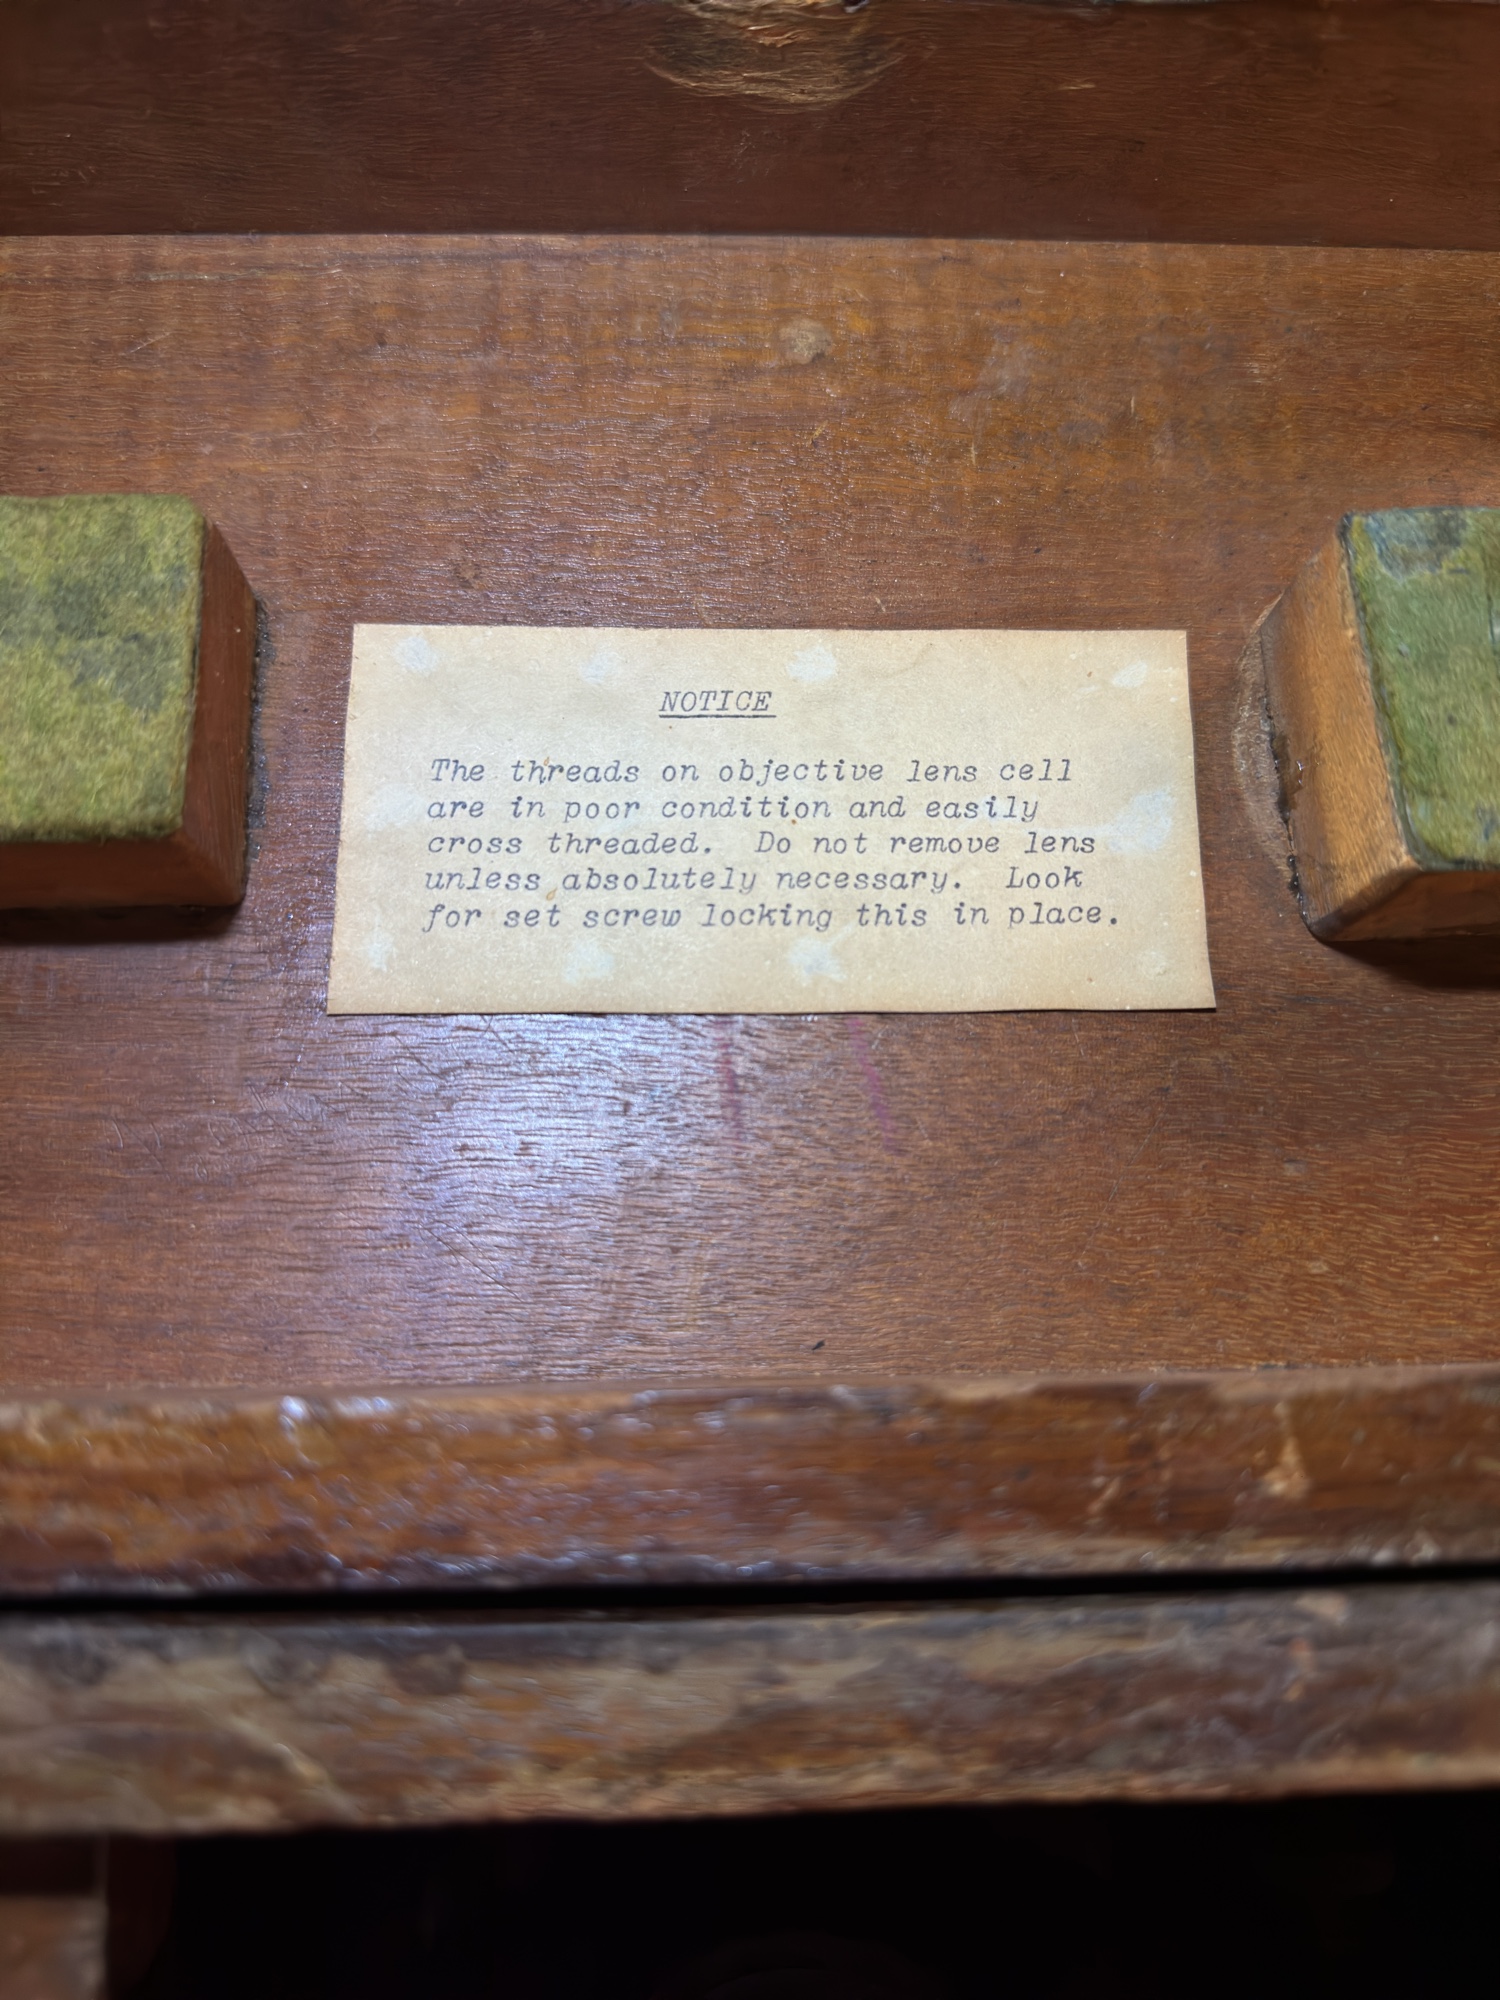 NOTICE
The threads on objective lens cell
are in poor condition and easily
cross threaded.  Do not remove lens
unless absolutely necessary.  Look
for set screw locking this in place.